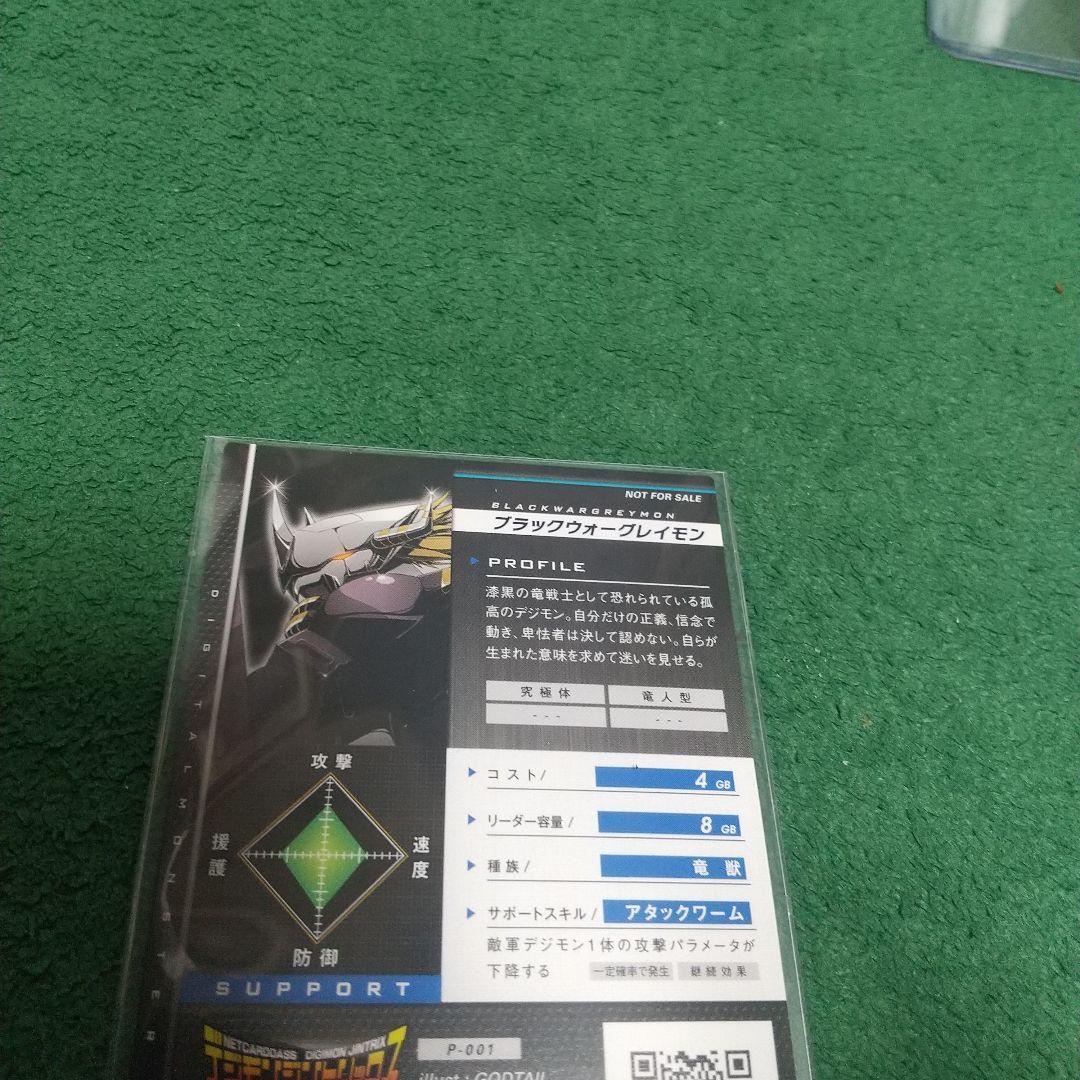 NOT FOR SALE
BLACKWARGREYMON
ブラックウォーグレイモン
PROFILE
漆黒の竜戦士として恐れられている孤
高のデジモン。自分だけの正義、信念で
動き、卑怯者は決して認めない。自らが
生まれた意味を求めて迷いを見せる。
究極体 竜人型
--- ---
DIGITAL MONSTER
攻撃
援護
速度
防御
SUPPORT
コスト/ 4 GB
リーダー容量/ 8 GB
種族/ 竜獣
サポートスキル/ アタックワーム
敵軍デジモン1体の攻撃パラメータが
下降する 一定確率で発生 継続効果
NETCARDDASS DIGIMON JINTRIX
P-001
illust : GODTAIL